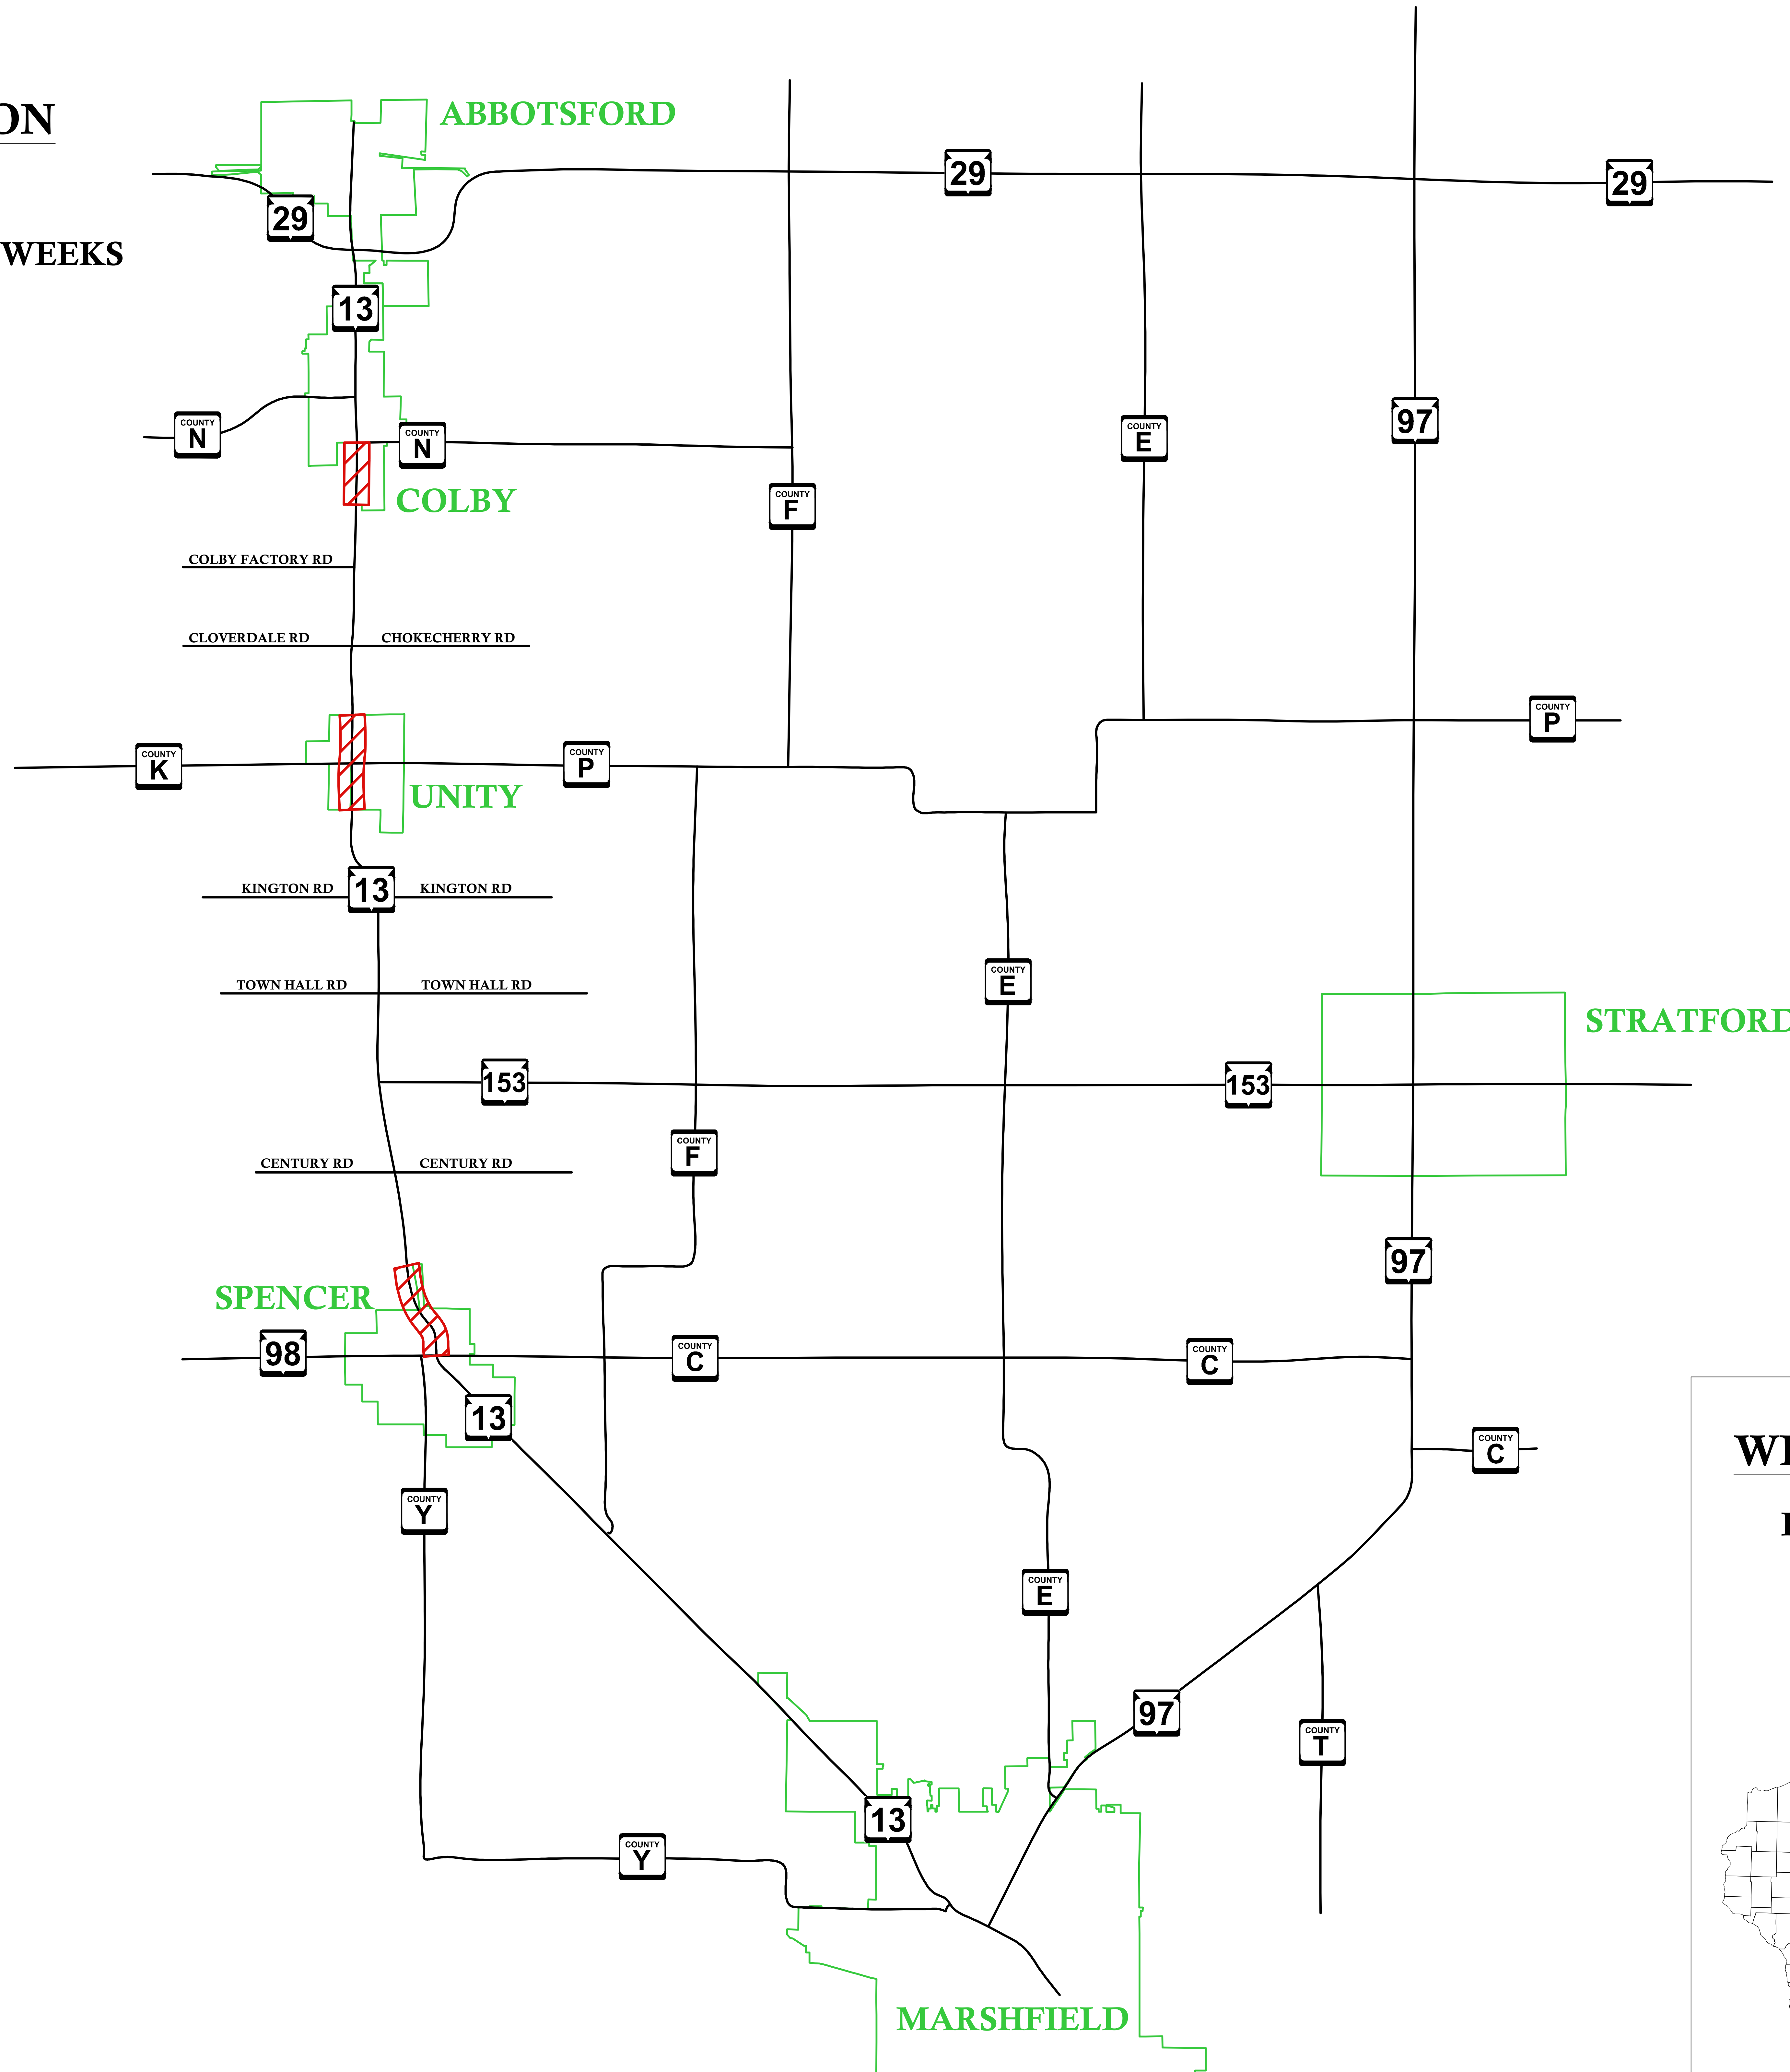 ABBOTSFORD
29
29
29
WEEKS
13
97
COUNTY
N
COUNTY
N
COUNTY
E
COLBY
COUNTY
F
COLBY FACTORY RD
CLOVERDALE RD
CHOKECHERRY RD
COUNTY
P
COUNTY
K
COUNTY
P
UNITY
KINGTON RD
13
KINGTON RD
TOWN HALL RD
TOWN HALL RD
COUNTY
E
STRATFORD
153
153
CENTURY RD
CENTURY RD
COUNTY
F
97
SPENCER
98
COUNTY
C
COUNTY
C
13
COUNTY
C
COUNTY
Y
COUNTY
E
97
COUNTY
T
13
COUNTY
Y
MARSHFIELD